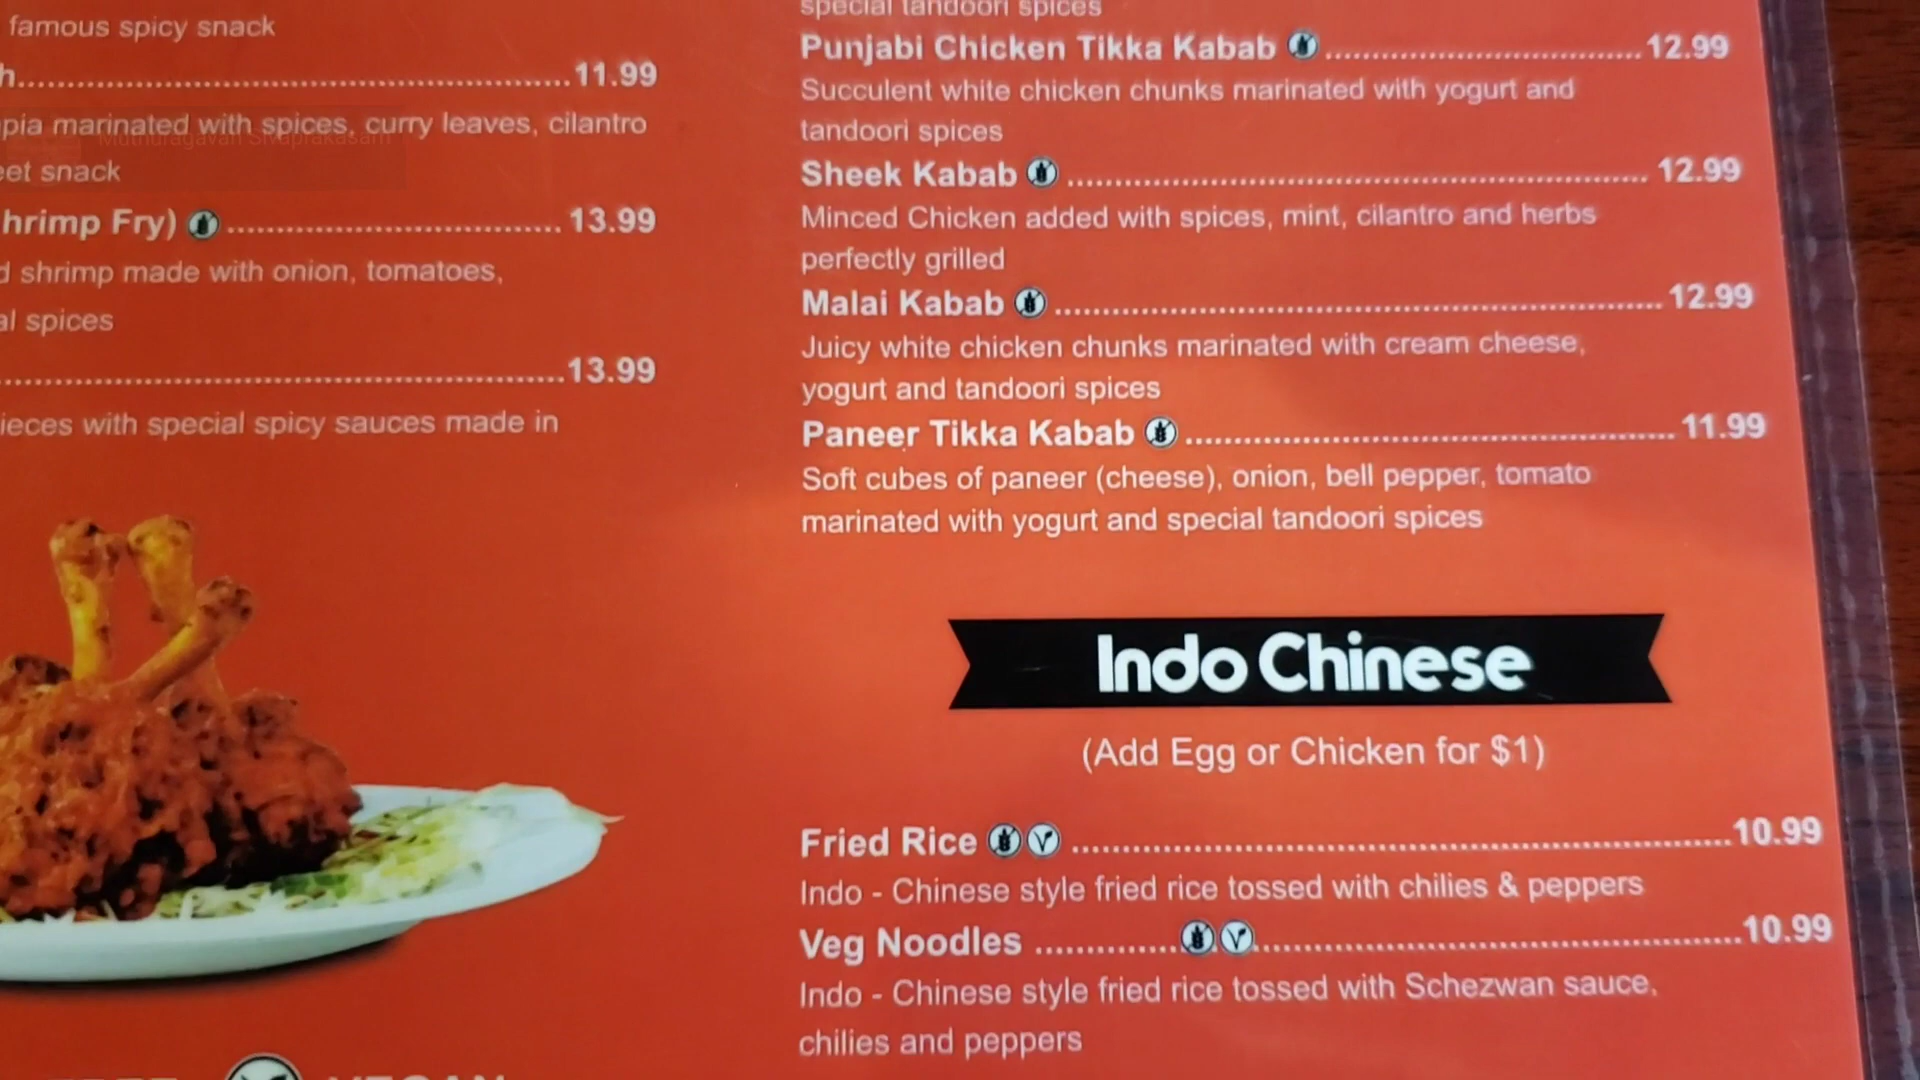 famous spicy snack
h..............11.99
pia marinated with spices, curry leaves, cilantro
Muthuragavan Sivaprakasam
eet snack
hrimp Fry) .............. 13.99
d shrimp made with onion, tomatoes,
al spices
..............13.99
ieces with special spicy sauces made in
special tandoori spices
Punjabi Chicken Tikka Kabab ..............12.99
Succulent white chicken chunks marinated with yogurt and
tandoori spices
Sheek Kabab .............. 12.99
Minced Chicken added with spices, mint, cilantro and herbs
perfectly grilled
Malai Kabab .............. 12.99
Juicy white chicken chunks marinated with cream cheese,
yogurt and tandoori spices
Paneer Tikka Kabab .............. 11.99
Soft cubes of paneer (cheese), onion, bell pepper, tomato
marinated with yogurt and special tandoori spices
Indo Chinese
(Add Egg or Chicken for $1)
Fried Rice ..............10.99
Indo - Chinese style fried rice tossed with chilies & peppers
Veg Noodles ..............10.99
Indo - Chinese style fried rice tossed with Schezwan sauce,
chilies and peppers
VEGAN